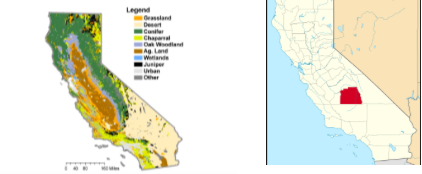 Legend
Grassland
Desert
Conifer
Chaparral
Oak Woodland
Ag. Land
Wetlands
Juniper
Urban
Other
0 40 80 160 Miles